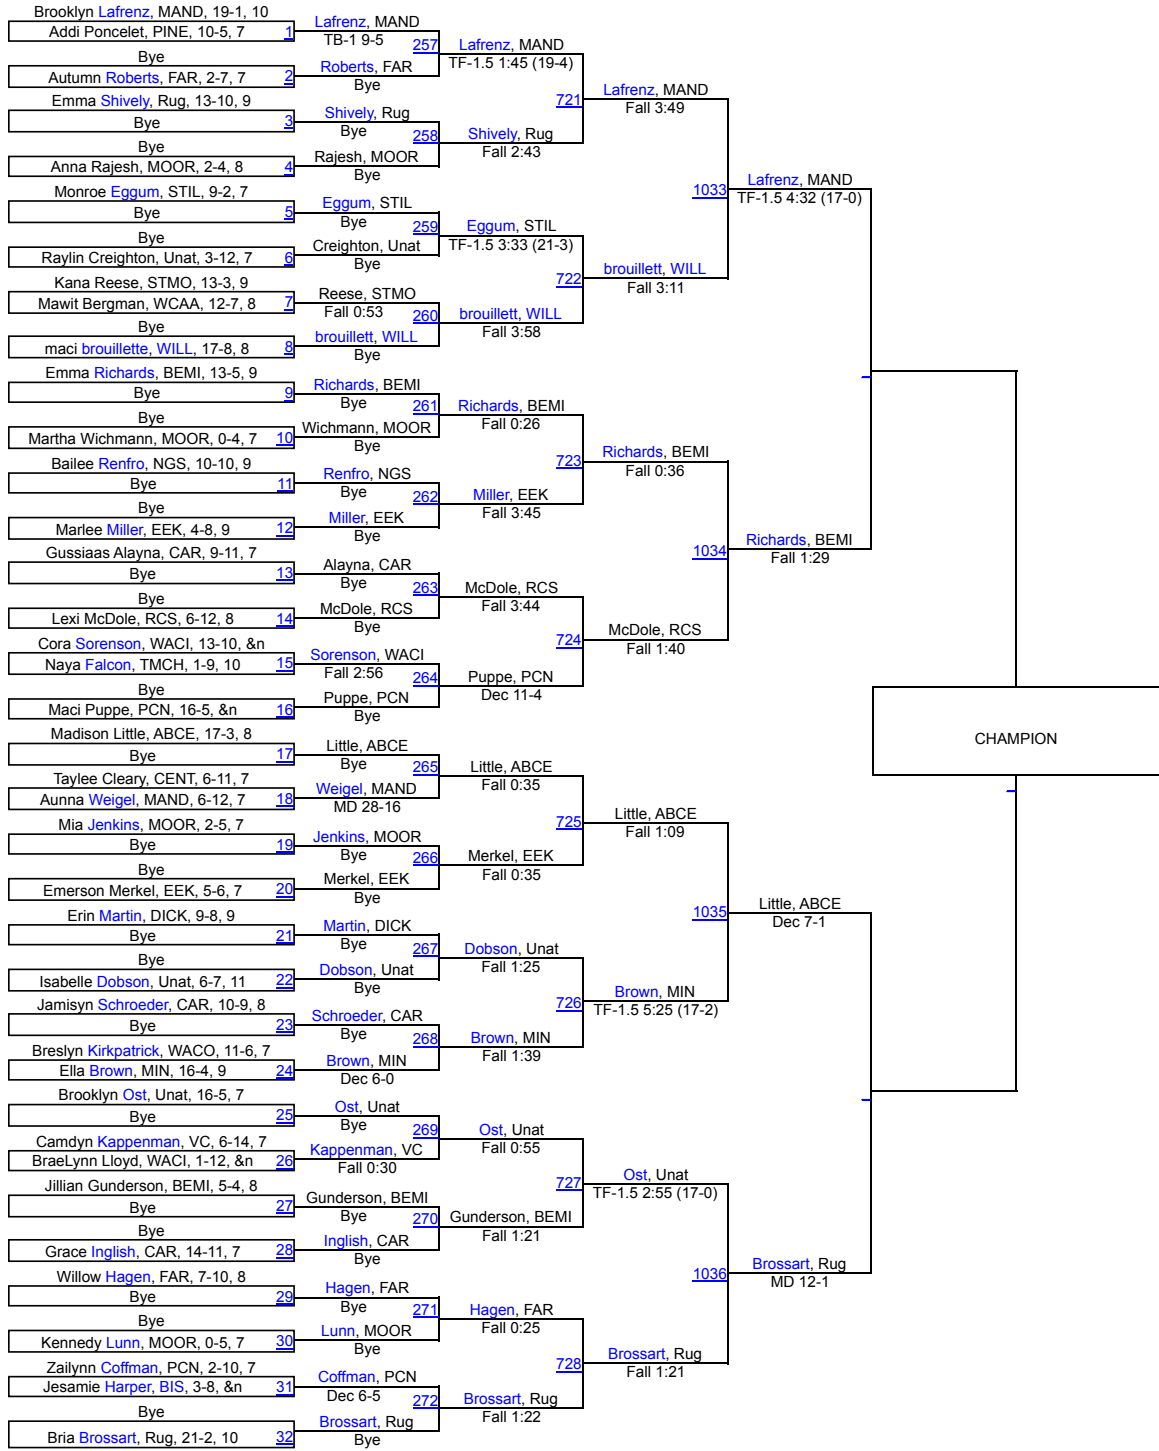 Brooklyn Lafrenz, MAND, 19-1, 10
Addi Poncelet, PINE, 10-5, 7
1
Bye
Autumn Roberts, FAR, 2-7, 7
2
Emma Shively, Rug, 13-10, 9
Bye
3
Bye
Anna Rajesh, MOOR, 2-4, 8
4
Monroe Eggum, STIL, 9-2, 7
Bye
5
Bye
Raylin Creighton, Unat, 3-12, 7
6
Kana Reese, STMO, 13-3, 9
Mawit Bergman, WCAA, 12-7, 8
7
Bye
maci brouillette, WILL, 17-8, 8
8
Emma Richards, BEMI, 13-5, 9
Bye
9
Bye
Martha Wichmann, MOOR, 0-4, 7
10
Bailee Renfro, NGS, 10-10, 9
Bye
11
Bye
Marlee Miller, EEK, 4-8, 9
12
Gussiaas Alayna, CAR, 9-11, 7
Bye
13
Bye
Lexi McDole, RCS, 6-12, 8
14
Cora Sorenson, WACI, 13-10, &n
Naya Falcon, TMCH, 1-9, 10
15
Bye
Maci Puppe, PCN, 16-5, &n
16
Madison Little, ABCE, 17-3, 8
Bye
17
Taylee Cleary, CENT, 6-11, 7
Aunna Weigel, MAND, 6-12, 7
18
Mia Jenkins, MOOR, 2-5, 7
Bye
19
Bye
Emerson Merkel, EEK, 5-6, 7
20
Erin Martin, DICK, 9-8, 9
Bye
21
Bye
Isabelle Dobson, Unat, 6-7, 11
22
Jamisyn Schroeder, CAR, 10-9, 8
Bye
23
Breslyn Kirkpatrick, WACO, 11-6, 7
Ella Brown, MIN, 16-4, 9
24
Brooklyn Ost, Unat, 16-5, 7
Bye
25
Camdyn Kappenman, VC, 6-14, 7
BraeLynn Lloyd, WACI, 1-12, &n
26
Jillian Gunderson, BEMI, 5-4, 8
Bye
27
Bye
Grace Inglish, CAR, 14-11, 7
28
Willow Hagen, FAR, 7-10, 8
Bye
29
Bye
Kennedy Lunn, MOOR, 0-5, 7
30
Zailynn Coffman, PCN, 2-10, 7
Jesamie Harper, BIS, 3-8, &n
31
Bye
Bria Brossart, Rug, 21-2, 10
32
Lafrenz, MAND
TB-1 9-5
257
Roberts, FAR
Bye
Shively, Rug
Bye
258
Rajesh, MOOR
Bye
Eggum, STIL
Bye
259
Creighton, Unat
Bye
Reese, STMO
Fall 0:53
260
brouillett, WILL
Bye
Richards, BEMI
Bye
261
Wichmann, MOOR
Bye
Renfro, NGS
Bye
262
Miller, EEK
Bye
Alayna, CAR
Bye
263
McDole, RCS
Bye
Sorenson, WACI
Fall 2:56
264
Puppe, PCN
Bye
Little, ABCE
Bye
265
Weigel, MAND
MD 28-16
Jenkins, MOOR
Bye
266
Merkel, EEK
Bye
Martin, DICK
Bye
267
Dobson, Unat
Bye
Schroeder, CAR
Bye
268
Brown, MIN
Dec 6-0
Ost, Unat
Bye
269
Kappenman, VC
Fall 0:30
Gunderson, BEMI
Bye
270
Inglish, CAR
Bye
Hagen, FAR
Bye
271
Lunn, MOOR
Bye
Coffman, PCN
Dec 6-5
272
Brossart, Rug
Bye
Lafrenz, MAND
TF-1.5 1:45 (19-4)
721
Shively, Rug
Fall 2:43
Eggum, STIL
TF-1.5 3:33 (21-3)
722
brouillett, WILL
Fall 3:58
Richards, BEMI
Fall 0:26
723
Miller, EEK
Fall 3:45
McDole, RCS
Fall 3:44
724
Puppe, PCN
Dec 11-4
Little, ABCE
Fall 0:35
725
Merkel, EEK
Fall 0:35
Dobson, Unat
Fall 1:25
726
Brown, MIN
Fall 1:39
Ost, Unat
Fall 0:55
727
Gunderson, BEMI
Fall 1:21
Hagen, FAR
Fall 0:25
728
Brossart, Rug
Fall 1:22
Lafrenz, MAND
Fall 3:49
1033
brouillett, WILL
Fall 3:11
Richards, BEMI
Fall 0:36
1034
McDole, RCS
Fall 1:40
Little, ABCE
Fall 1:09
1035
Brown, MIN
TF-1.5 5:25 (17-2)
Ost, Unat
TF-1.5 2:55 (17-0)
1036
Brossart, Rug
Fall 1:21
Lafrenz, MAND
TF-1.5 4:32 (17-0)
Richards, BEMI
Fall 1:29
Little, ABCE
Dec 7-1
Brossart, Rug
MD 12-1
CHAMPION